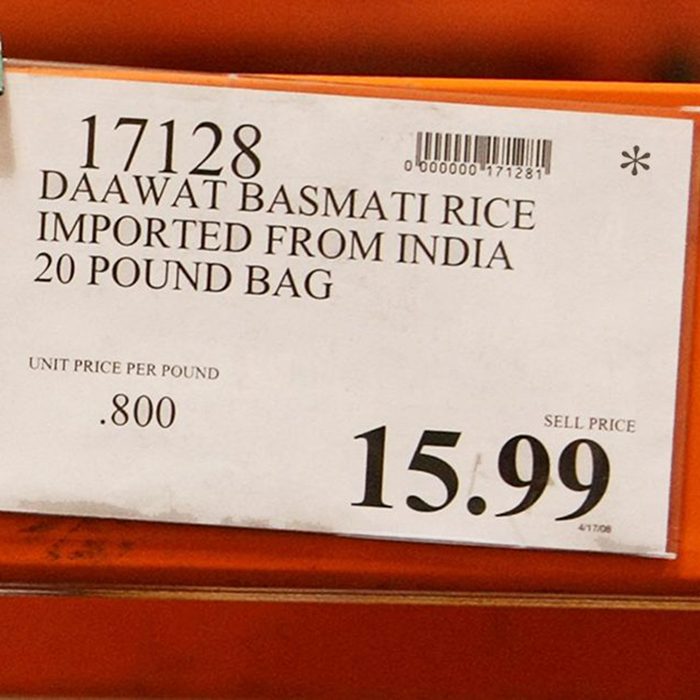 17128
0 000000 171281
*
DAAWAT BASMATI RICE
IMPORTED FROM INDIA
20 POUND BAG
UNIT PRICE PER POUND
.800
SELL PRICE
15.99
4/17/08